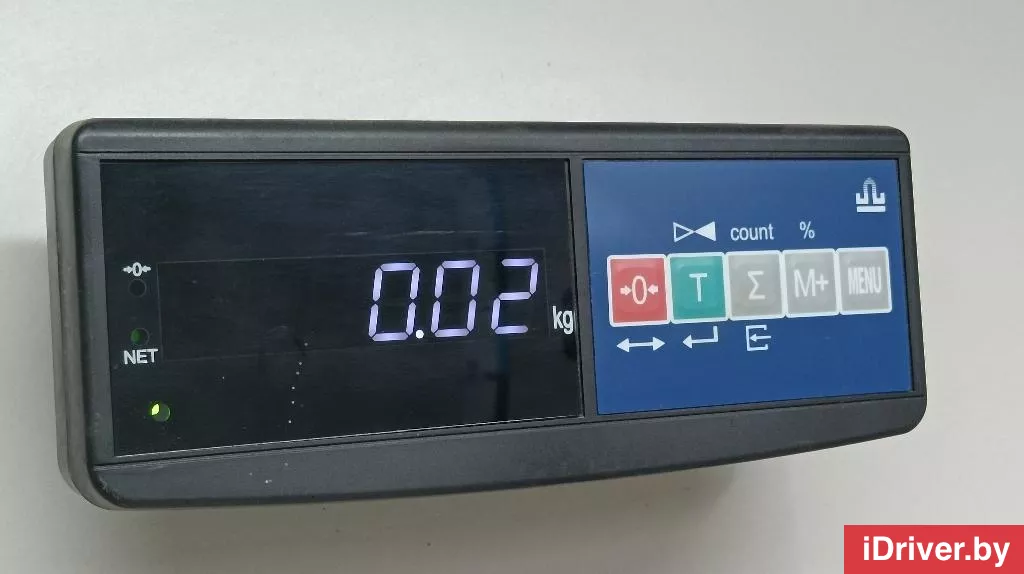 count %
→0← T Σ M+ MENU
→0←
0.02 kg
NET
iDriver.by